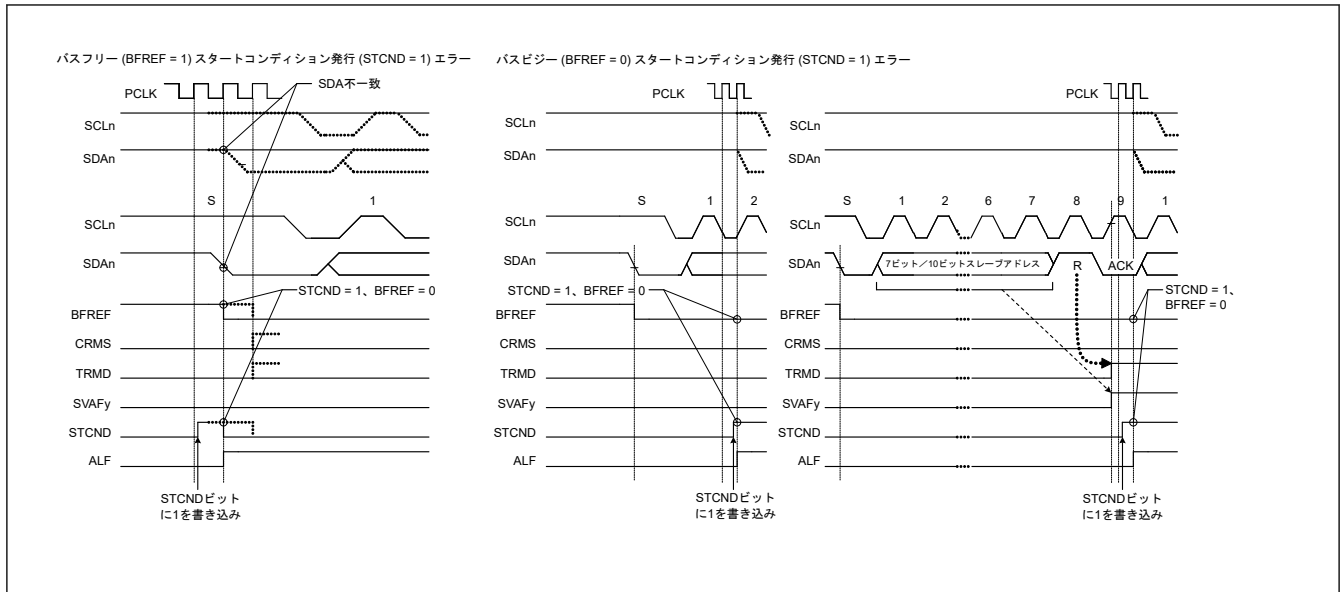 バスフリー (BFREF = 1) スタートコンディション発行 (STCND = 1) エラー
PCLK
SDA不一致
SCLn
SDAn
S
1
SCLn
SDAn
STCND = 1、BFREF = 0
BFREF
CRMS
TRMD
SVAFy
STCND
ALF
STCNDビット
に1を書き込み
バスビジー (BFREF = 0) スタートコンディション発行 (STCND = 1) エラー
PCLK
SCLn
SDAn
S
1
2
SCLn
SDAn
STCND = 1、BFREF = 0
BFREF
CRMS
TRMD
SVAFy
STCND
ALF
STCNDビット
に1を書き込み
PCLK
SCLn
SDAn
S
1
2
6
7
8
9
1
SCLn
SDAn
7ビット/10ビットスレーブアドレス
R
ACK
STCND = 1、
BFREF = 0
BFREF
CRMS
TRMD
SVAFy
STCND
ALF
STCNDビット
に1を書き込み